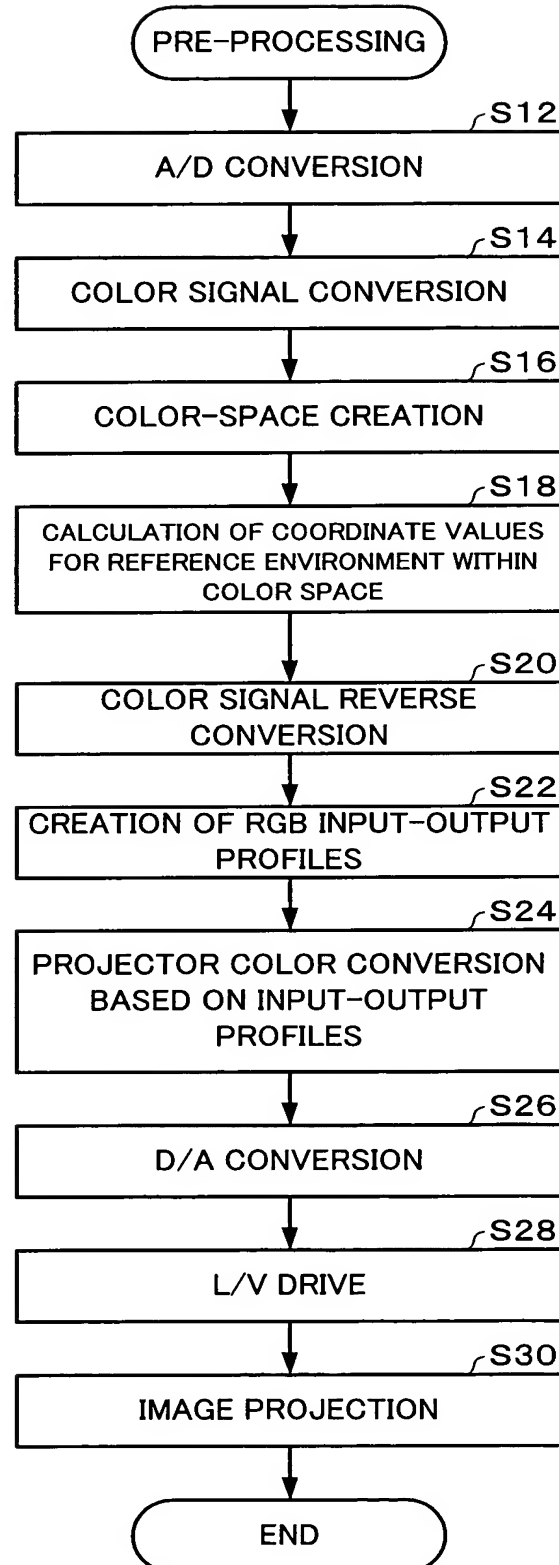 PRE-PROCESSING
S12
A/D CONVERSION
S14
COLOR SIGNAL CONVERSION
S16
COLOR-SPACE CREATION
S18
CALCULATION OF COORDINATE VALUES
FOR REFERENCE ENVIRONMENT WITHIN
COLOR SPACE
S20
COLOR SIGNAL REVERSE
CONVERSION
S22
CREATION OF RGB INPUT-OUTPUT
PROFILES
S24
PROJECTOR COLOR CONVERSION
BASED ON INPUT-OUTPUT
PROFILES
S26
D/A CONVERSION
S28
L/V DRIVE
S30
IMAGE PROJECTION
END